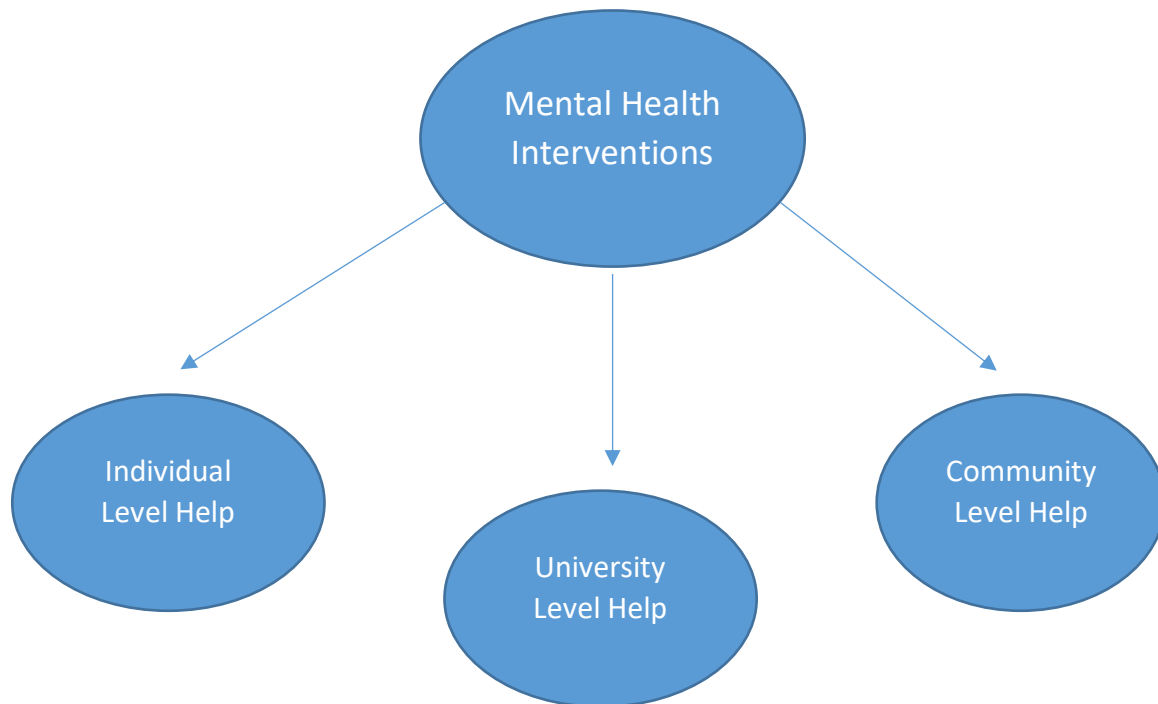 Mental Health
Interventions
Individual
Level Help
Community
Level Help
University
Level Help